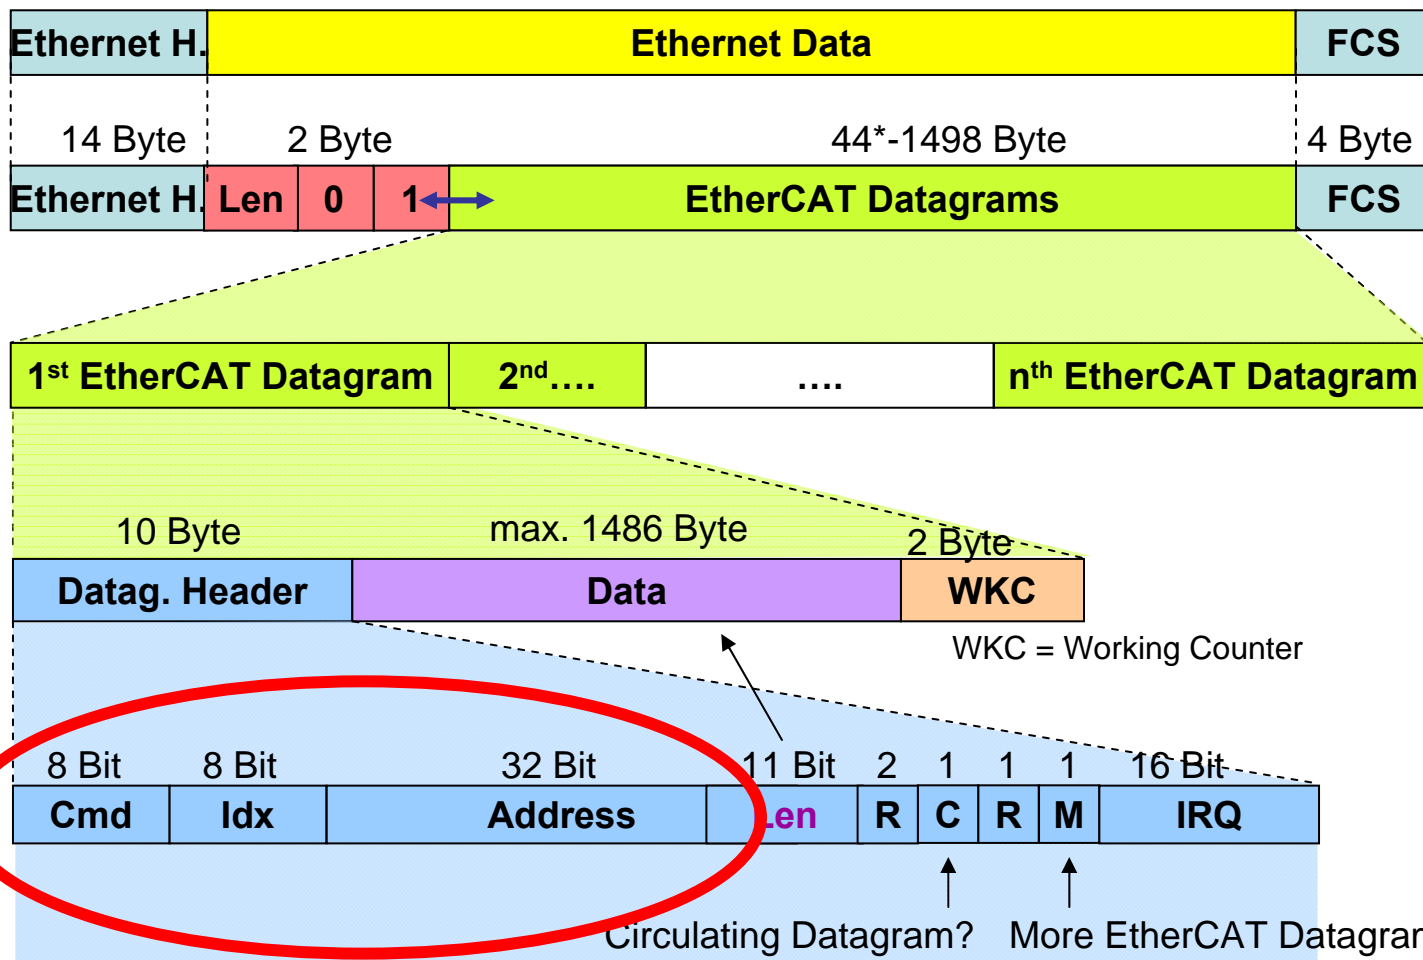 Ethernet H. Ethernet Data FCS
14 Byte 2 Byte 44*-1498 Byte 4 Byte
Ethernet H. Len 0 1 EtherCAT Datagrams FCS
1st EtherCAT Datagram 2nd.... .... nth EtherCAT Datagram
10 Byte max. 1486 Byte 2 Byte
Datag. Header Data WKC
WKC = Working Counter
8 Bit 8 Bit 32 Bit 11 Bit 2 1 1 1 16 Bit
Cmd Idx Address Len R C R M IRQ
Circulating Datagram? More EtherCAT Datagram